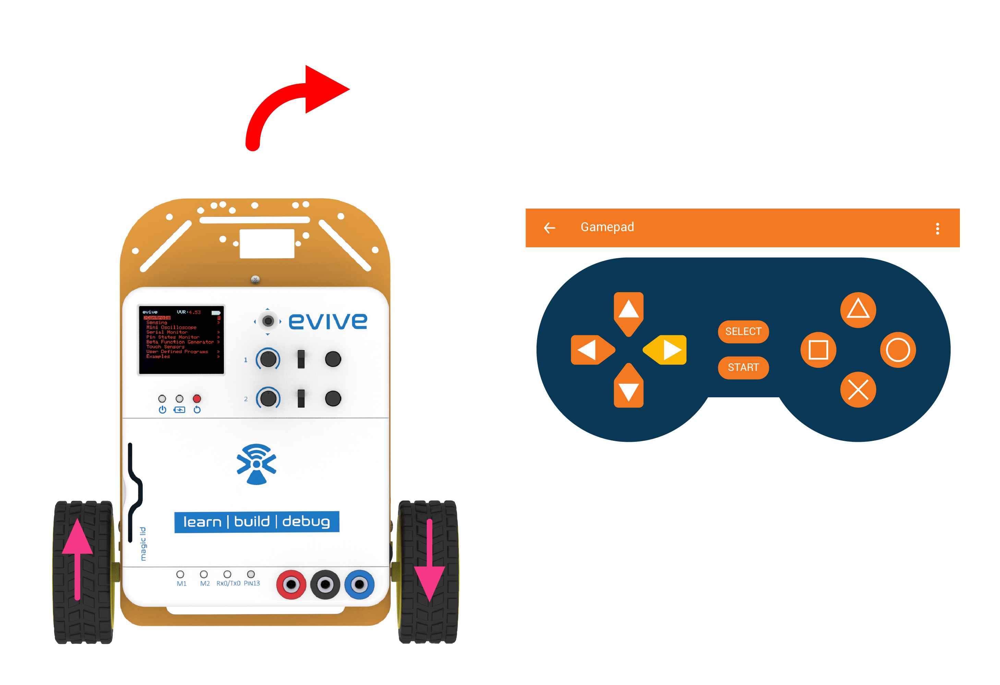 evive VVR:4.53
Controls
Sensing
Mini Oscilloscope
Serial Monitor
Pin States Monitor
Beta Function Generator
Touch Sensors
User Defined Programs
Examples
evive
1
2
learn | build | debug
magic lid
M1 M2 Rx0/Tx0 PIN13
Gamepad
SELECT
START